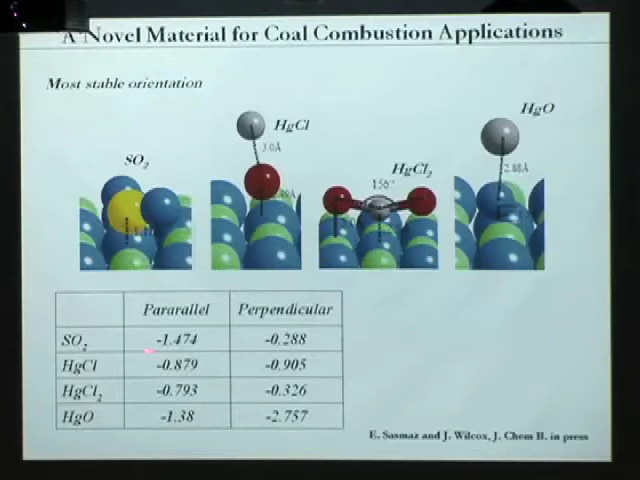 A Novel Material for Coal Combustion Applications
Most stable orientation
HgO
HgCl
SO2
HgCl2
3.0Å
156°
2.88Å
Pararallel Perpendicular
SO2 -1.474 -0.288
HgCl -0.879 -0.905
HgCl2 -0.793 -0.326
HgO -1.38 -2.757
E. Sasmaz and J. Wilcox, J. Chem B. in press